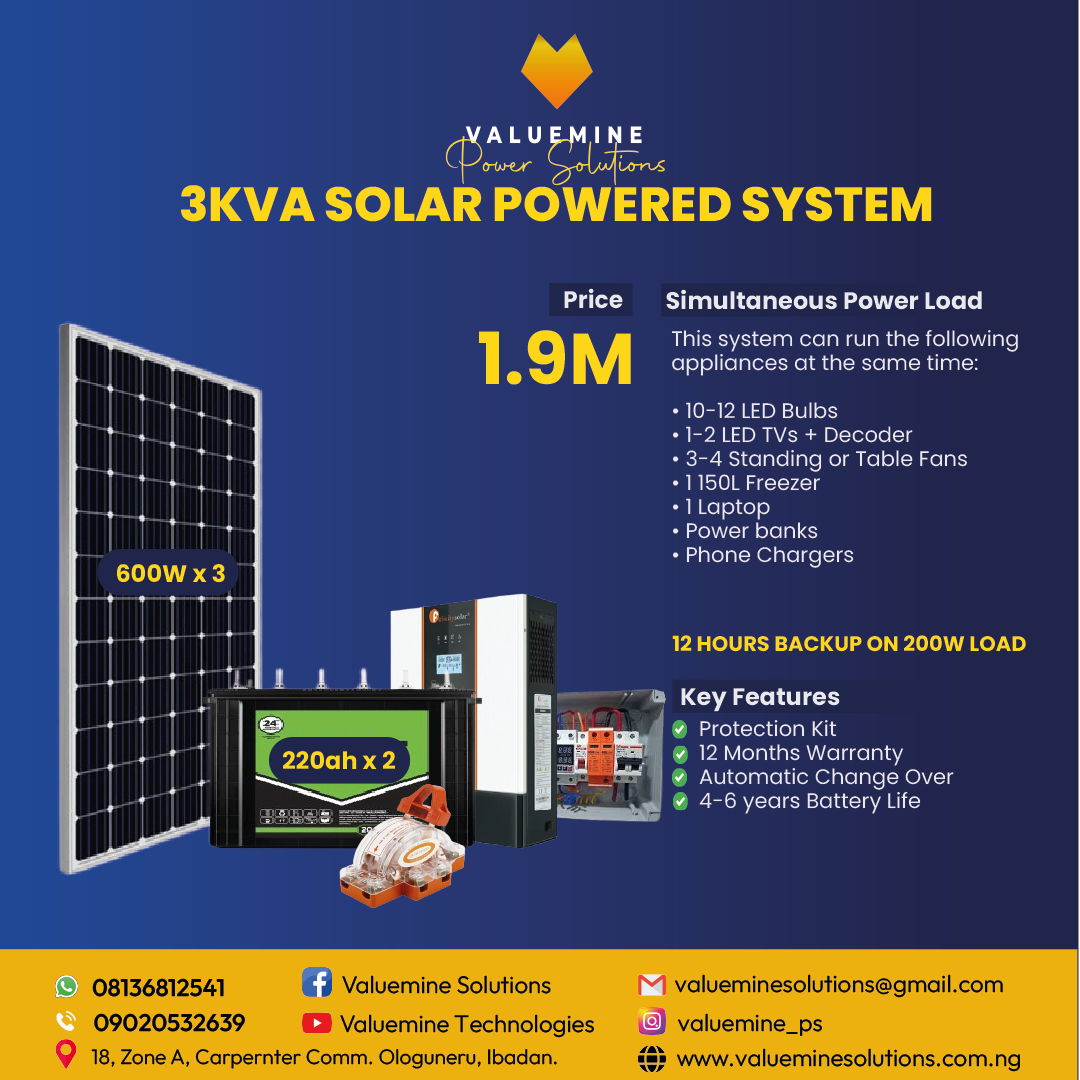 VALUEMINE
Power Solutions
3KVA SOLAR POWERED SYSTEM
Price
1.9M
Simultaneous Power Load
This system can run the following
appliances at the same time:
• 10-12 LED Bulbs
• 1-2 LED TVs + Decoder
• 3-4 Standing or Table Fans
• 1 150L Freezer
• 1 Laptop
• Power banks
• Phone Chargers
12 HOURS BACKUP ON 200W LOAD
Key Features
Protection Kit
12 Months Warranty
Automatic Change Over
4-6 years Battery Life
600W x 3
24
220ah x 2
08136812541
09020532639
18, Zone A, Carpernter Comm. Ologuneru, Ibadan.
Valuemine Solutions
Valuemine Technologies
valueminesolutions@gmail.com
valuemine_ps
www.valueminesolutions.com.ng